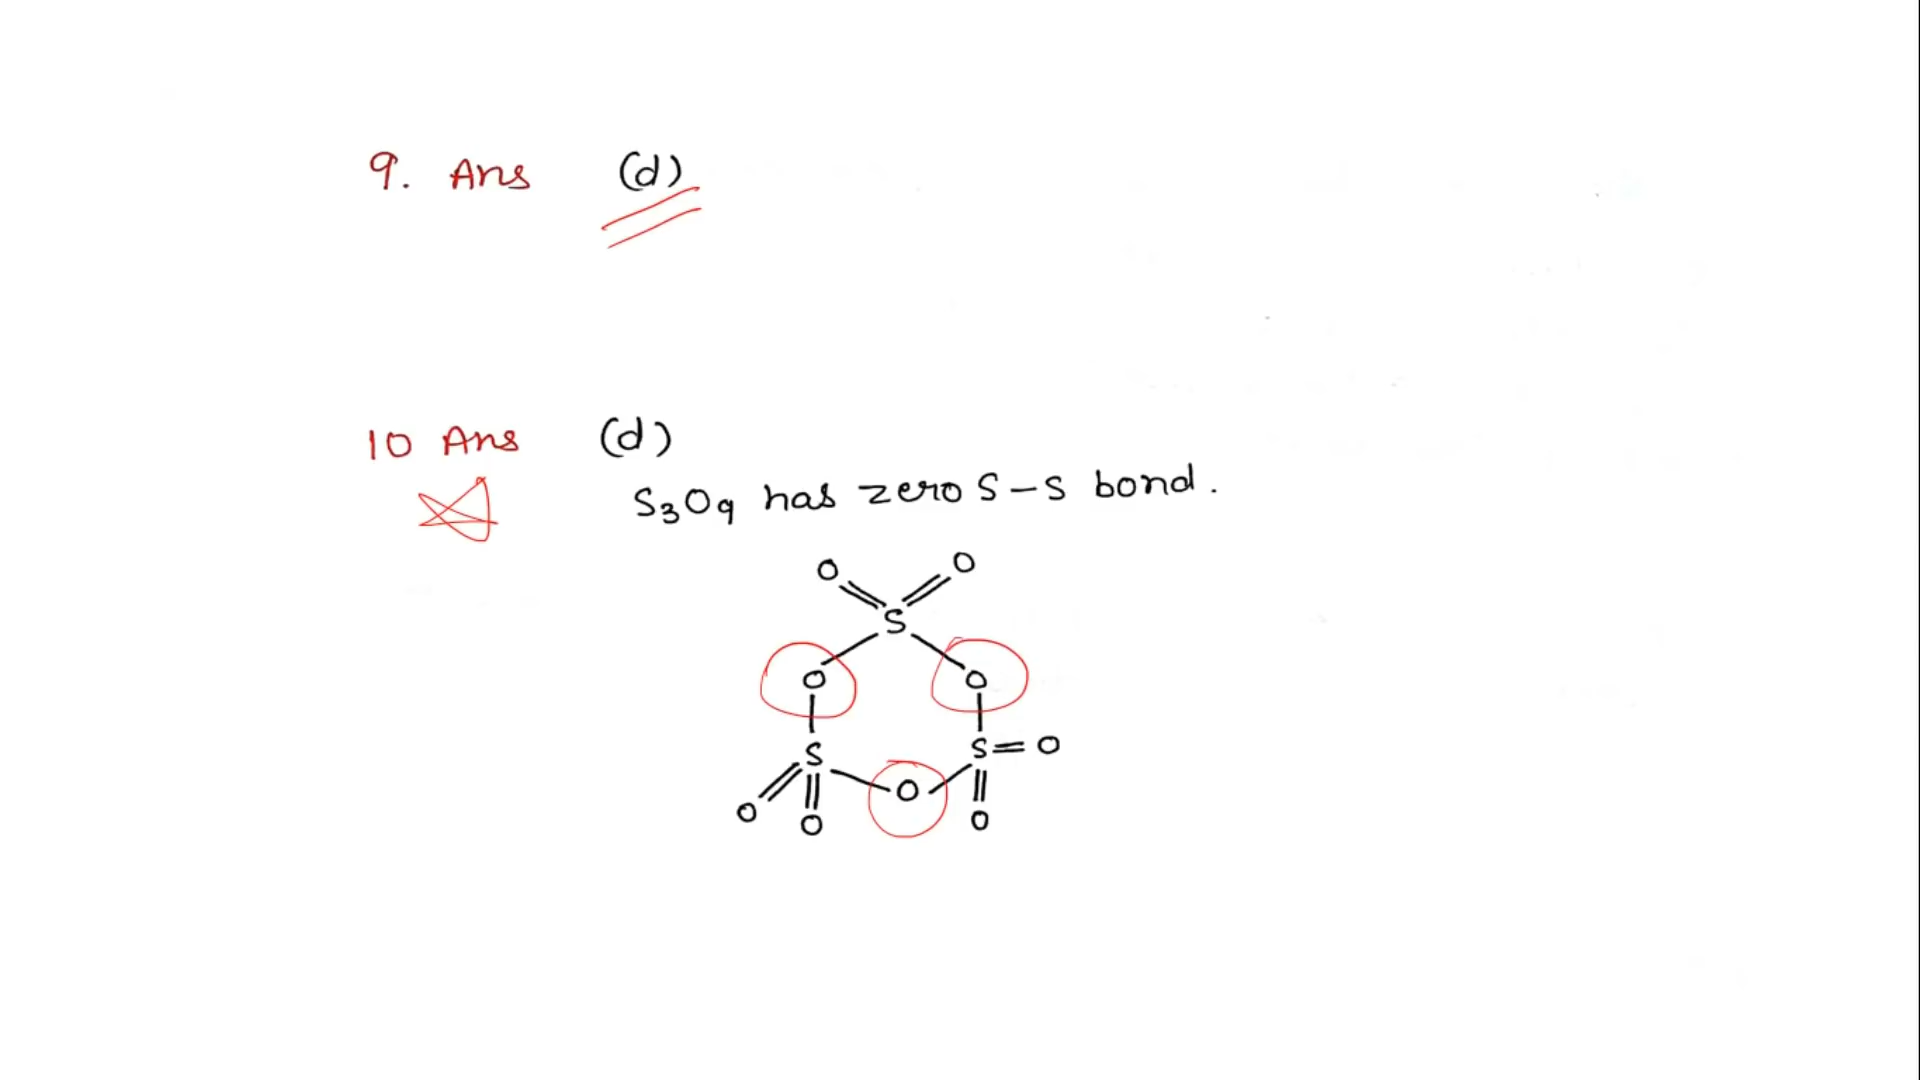 9. Ans (d)
10 Ans (d)
S₃O₉ has zero S-S bond.
O O
S
O O
S S=O
O
O O O